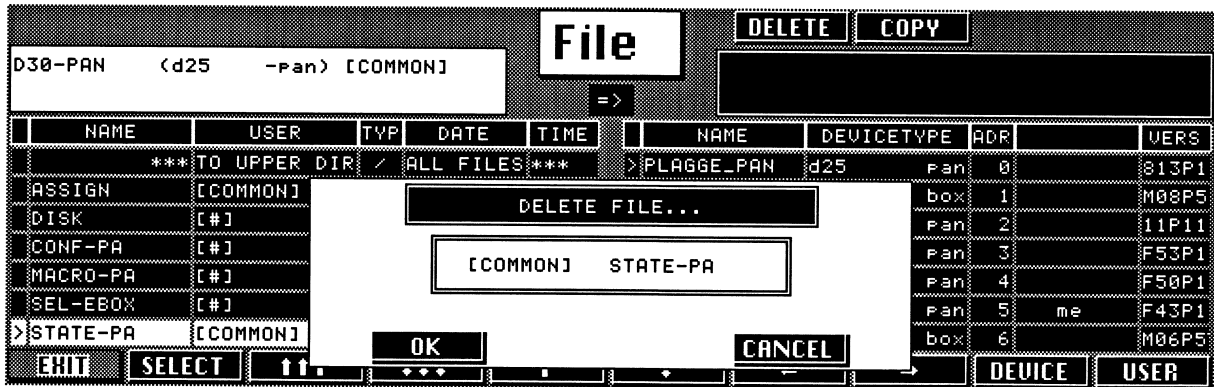 File
DELETE COPY
D30-PAN (d25 -pan) [COMMON]
=>
NAME USER TYP DATE TIME NAME DEVICETYPE ADR VERS
*** TO UPPER DIR / ALL FILES *** > PLAGGE_PAN d25 pan 0 813P1
ASSIGN [COMMON] box 1 M08P5
DELETE FILE...
DISK [#] pan 2 11P11
CONF-PA [#] pan 3 F53P1
[COMMON] STATE-PA
MACRO-PA [#] pan 4 F50P1
SEL-EBOX [#] pan 5 me F43P1
> STATE-PA [COMMON] box 6 M06P5
OK CANCEL
EXIT SELECT DEVICE USER